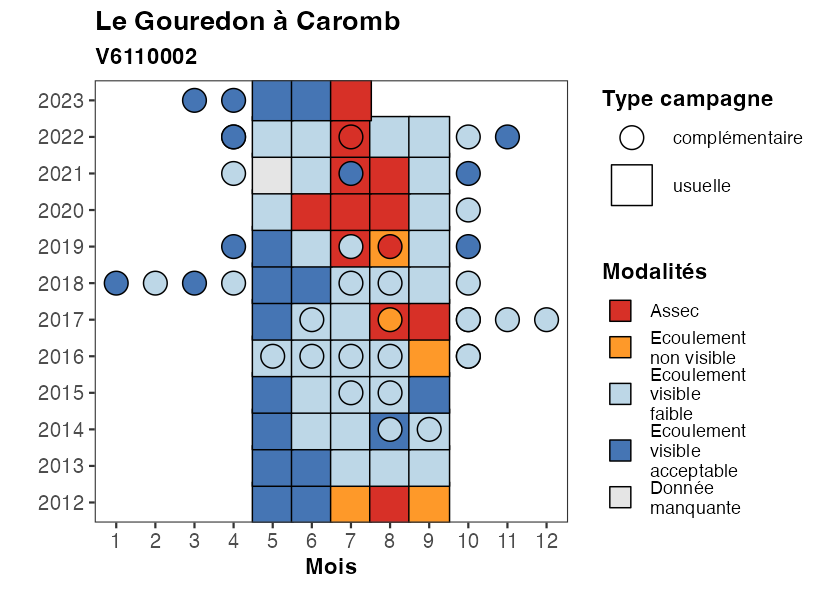 Le Gouredon à Caromb
V6110002
2023
2022
2021
2020
2019
2018
2017
2016
2015
2014
2013
2012
1 2 3 4 5 6 7 8 9 10 11 12
Mois
Type campagne
complémentaire
usuelle
Modalités
Assec
Ecoulement
non visible
Ecoulement
visible
faible
Ecoulement
visible
acceptable
Donnée
manquante